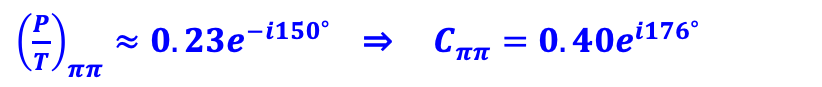 (P/T)_ππ ≈ 0.23e^{-i150°} ⇒ C_ππ = 0.40e^{i176°}